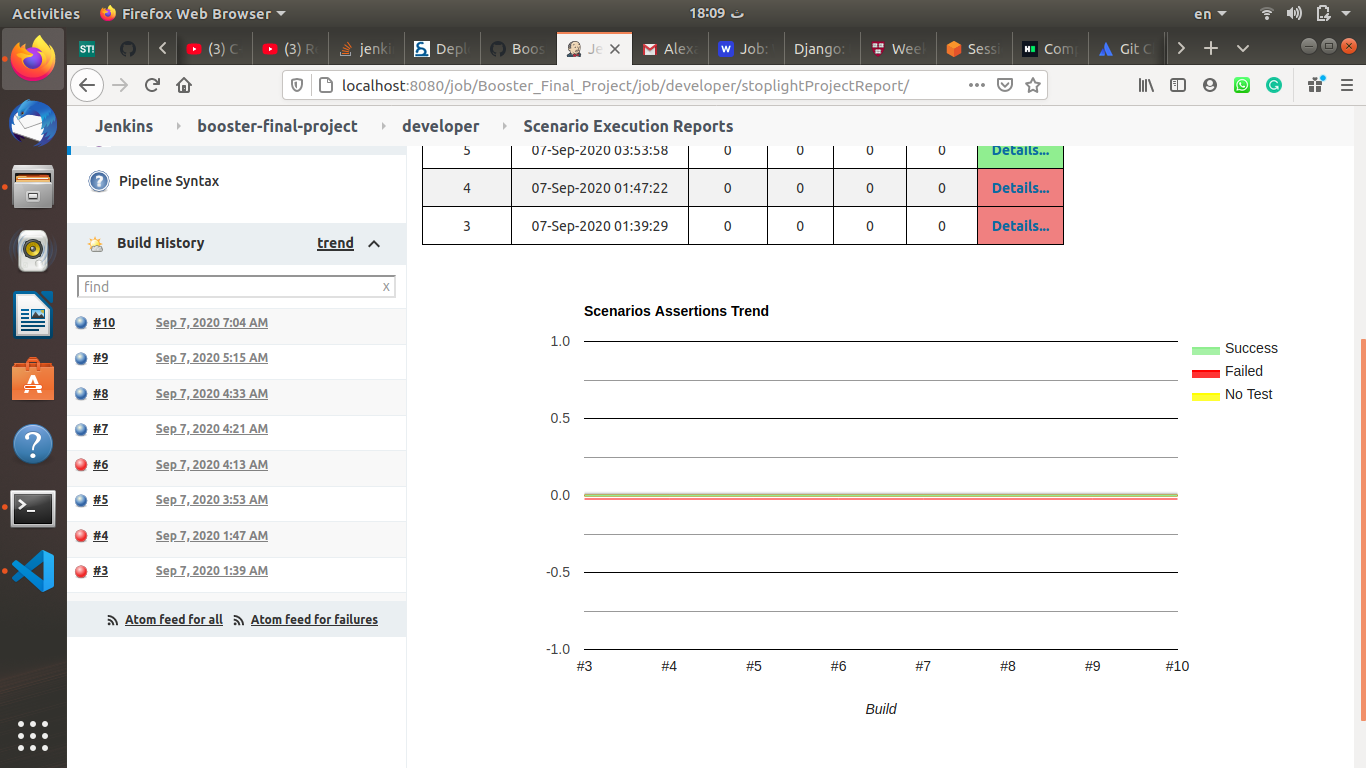 Activities Firefox Web Browser 18:09 ث en
ST! (3) C (3) R jenki Depl Boos Je Alexa Job: Django: Wee Sessi Comp Git C
localhost:8080/job/Booster_Final_Project/job/developer/stoplightProjectReport/
Jenkins booster-final-project developer Scenario Execution Reports
Pipeline Syntax
Build History trend
find x
#10 Sep 7, 2020 7:04 AM
#9 Sep 7, 2020 5:15 AM
#8 Sep 7, 2020 4:33 AM
#7 Sep 7, 2020 4:21 AM
#6 Sep 7, 2020 4:13 AM
#5 Sep 7, 2020 3:53 AM
#4 Sep 7, 2020 1:47 AM
#3 Sep 7, 2020 1:39 AM
Atom feed for all Atom feed for failures
5 07-Sep-2020 03:53:58 0 0 0 0 Details...
4 07-Sep-2020 01:47:22 0 0 0 0 Details...
3 07-Sep-2020 01:39:29 0 0 0 0 Details...
Scenarios Assertions Trend
1.0
0.5
0.0
-0.5
-1.0
#3 #4 #5 #6 #7 #8 #9 #10
Build
Success
Failed
No Test